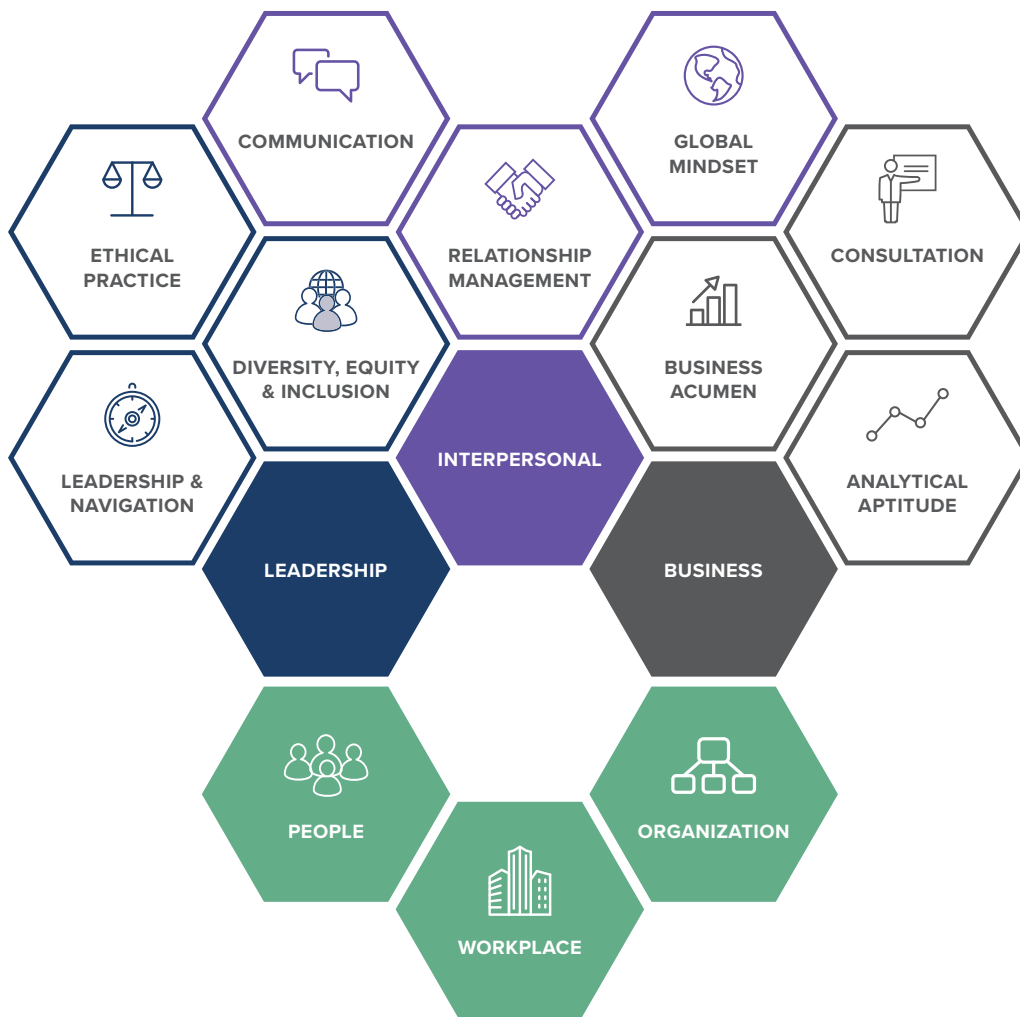 COMMUNICATION
GLOBAL
MINDSET
ETHICAL
PRACTICE
RELATIONSHIP
MANAGEMENT
CONSULTATION
DIVERSITY, EQUITY
& INCLUSION
BUSINESS
ACUMEN
LEADERSHIP &
NAVIGATION
INTERPERSONAL
ANALYTICAL
APTITUDE
LEADERSHIP
BUSINESS
PEOPLE
ORGANIZATION
WORKPLACE